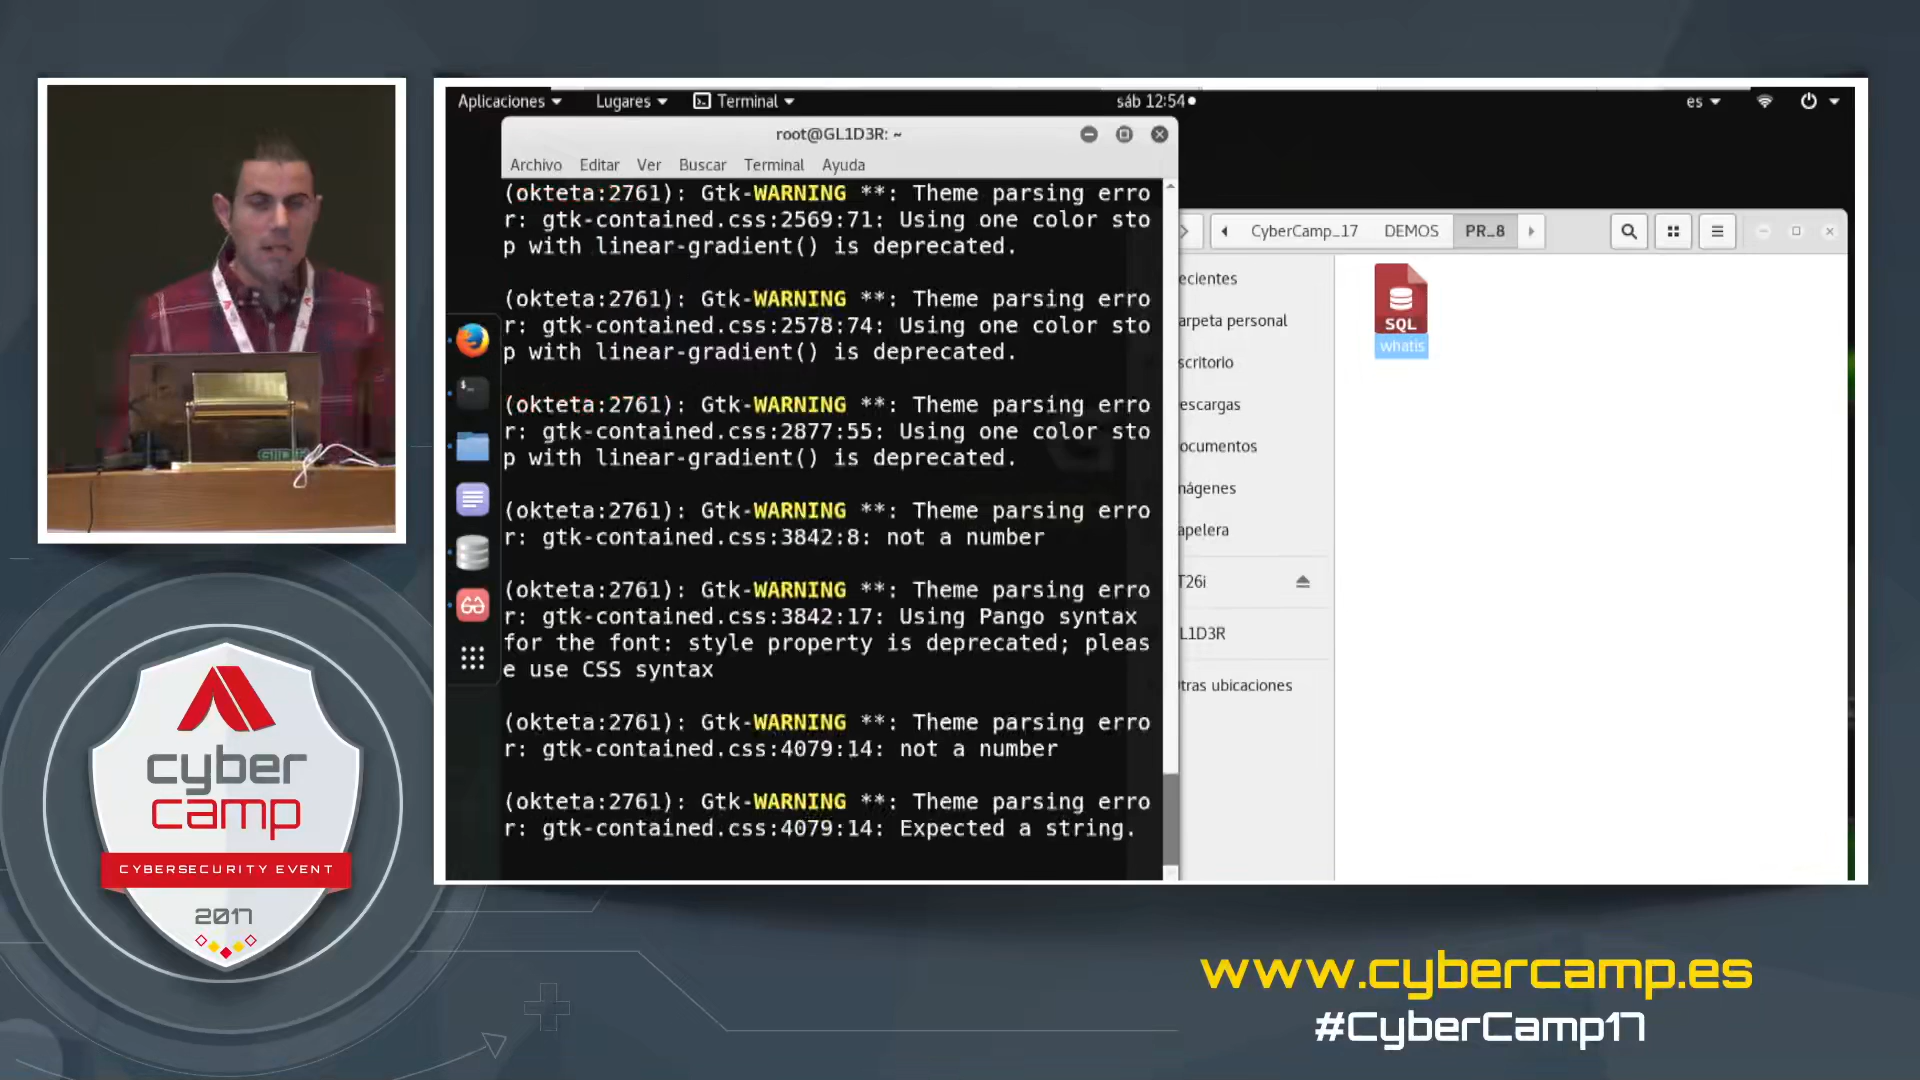 Aplicaciones
Lugares
Terminal
sáb 12:54
es
root@GL1D3R: ~
Archivo Editar Ver Buscar Terminal Ayuda
(okteta:2761): Gtk-WARNING **: Theme parsing erro
r: gtk-contained.css:2569:71: Using one color sto
p with linear-gradient() is deprecated.
(okteta:2761): Gtk-WARNING **: Theme parsing erro
r: gtk-contained.css:2578:74: Using one color sto
p with linear-gradient() is deprecated.
(okteta:2761): Gtk-WARNING **: Theme parsing erro
r: gtk-contained.css:2877:55: Using one color sto
p with linear-gradient() is deprecated.
(okteta:2761): Gtk-WARNING **: Theme parsing erro
r: gtk-contained.css:3842:8: not a number
(okteta:2761): Gtk-WARNING **: Theme parsing erro
r: gtk-contained.css:3842:17: Using Pango syntax
for the font: style property is deprecated; pleas
e use CSS syntax
(okteta:2761): Gtk-WARNING **: Theme parsing erro
r: gtk-contained.css:4079:14: not a number
(okteta:2761): Gtk-WARNING **: Theme parsing erro
r: gtk-contained.css:4079:14: Expected a string.
CyberCamp_17 DEMOS PR_8
ecientes
arpeta personal
scritorio
escargas
ocumentos
mágenes
apelera
T26i
L1D3R
tras ubicaciones
SQL
whatis
cyber
camp
CYBERSECURITY EVENT
2017
www.cybercamp.es
#CyberCamp17